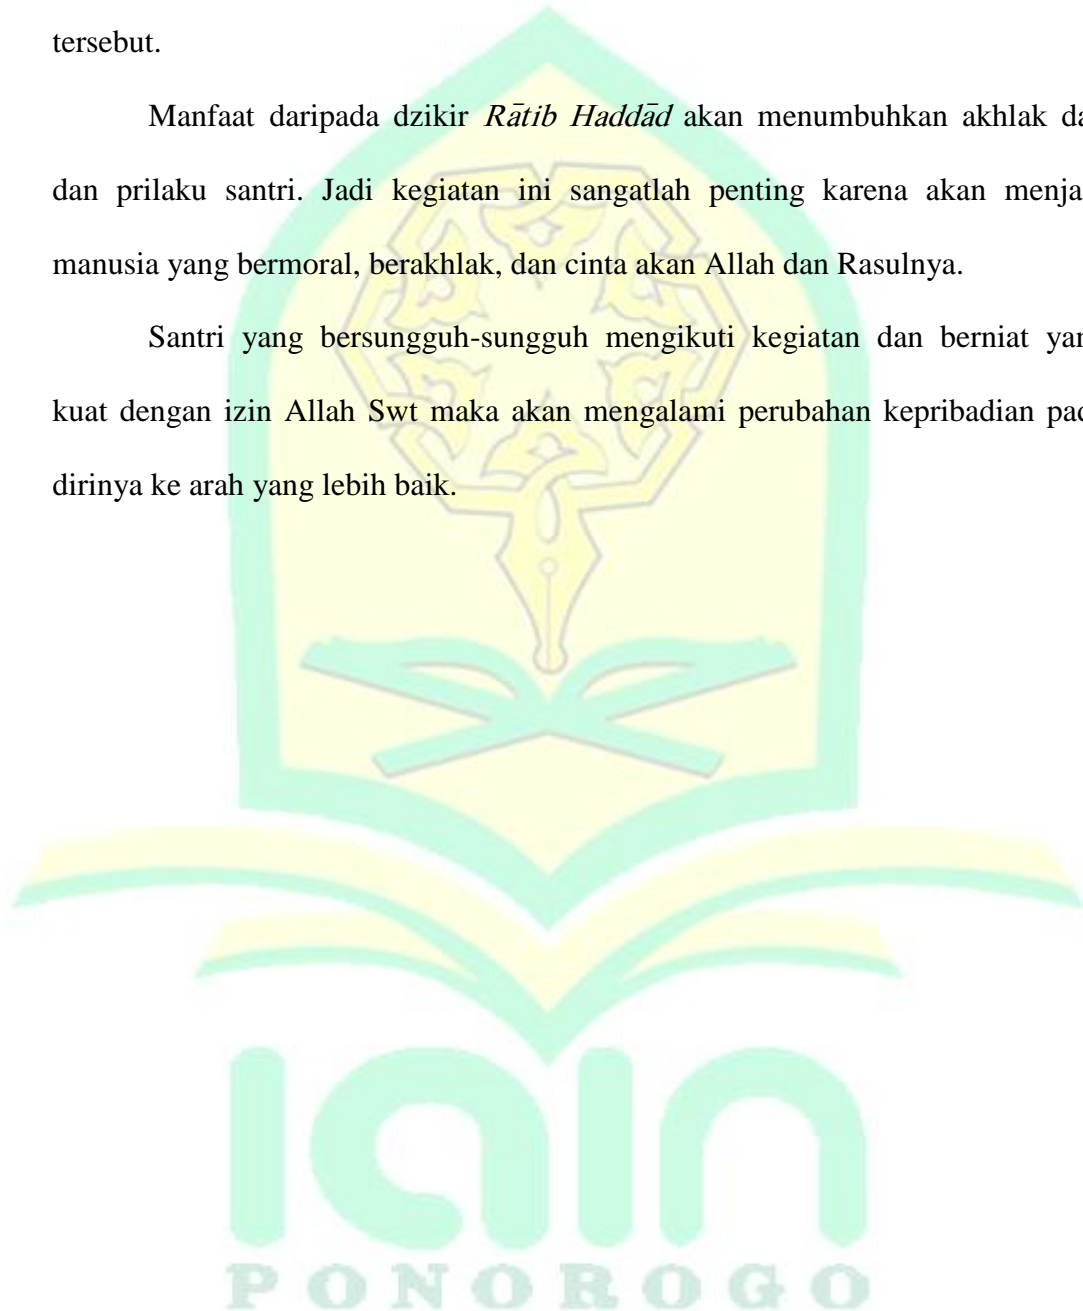 tersebut.
Manfaat daripada dzikir Rātib Haddād akan menumbuhkan akhlak da
dan prilaku santri. Jadi kegiatan ini sangatlah penting karena akan menja
manusia yang bermoral, berakhlak, dan cinta akan Allah dan Rasulnya.
Santri yang bersungguh-sungguh mengikuti kegiatan dan berniat yan
kuat dengan izin Allah Swt maka akan mengalami perubahan kepribadian pad
dirinya ke arah yang lebih baik.
iain
PONOROGO